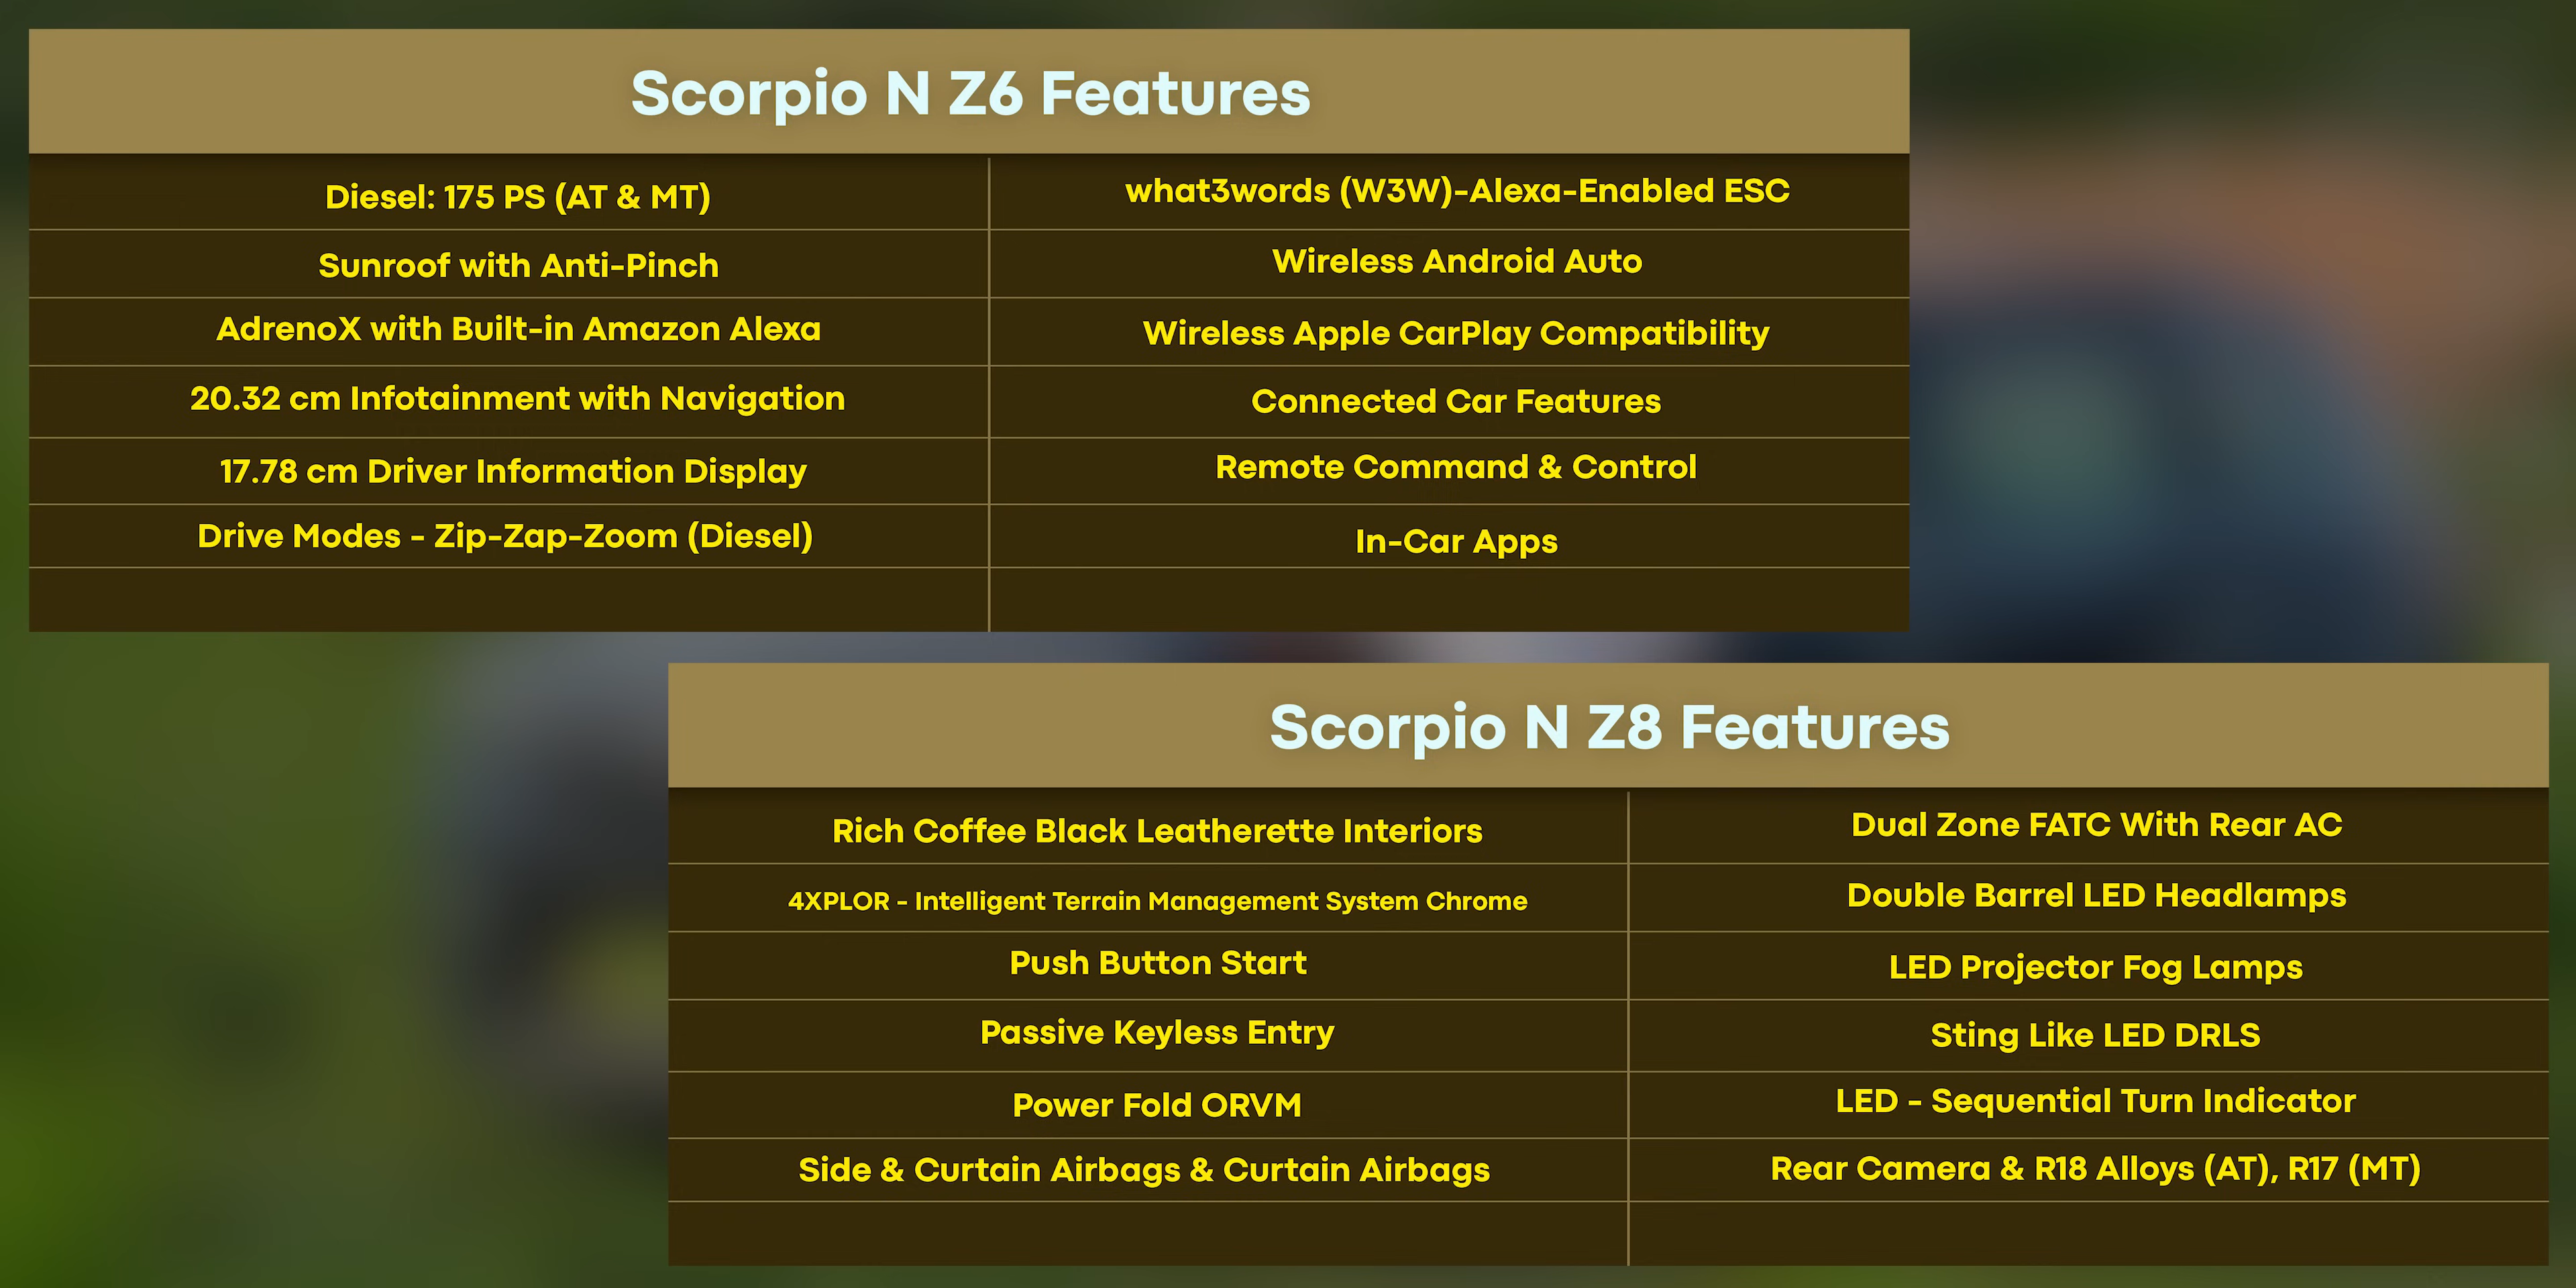 Scorpio N Z6 Features
Diesel: 175 PS (AT & MT)
what3words (W3W)-Alexa-Enabled ESC
Sunroof with Anti-Pinch
Wireless Android Auto
AdrenoX with Built-in Amazon Alexa
Wireless Apple CarPlay Compatibility
20.32 cm Infotainment with Navigation
Connected Car Features
17.78 cm Driver Information Display
Remote Command & Control
Drive Modes - Zip-Zap-Zoom (Diesel)
In-Car Apps
Scorpio N Z8 Features
Rich Coffee Black Leatherette Interiors
Dual Zone FATC With Rear AC
4XPLOR - Intelligent Terrain Management System Chrome
Double Barrel LED Headlamps
Push Button Start
LED Projector Fog Lamps
Passive Keyless Entry
Sting Like LED DRLS
Power Fold ORVM
LED - Sequential Turn Indicator
Side & Curtain Airbags & Curtain Airbags
Rear Camera & R18 Alloys (AT), R17 (MT)